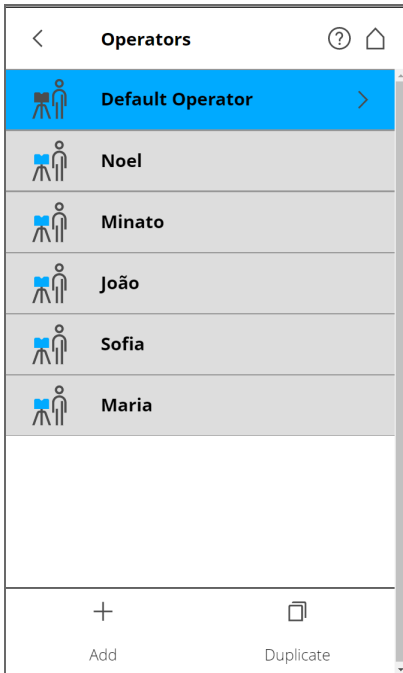 Operators
Default Operator
Noel
Minato
João
Sofia
Maria
Add
Duplicate